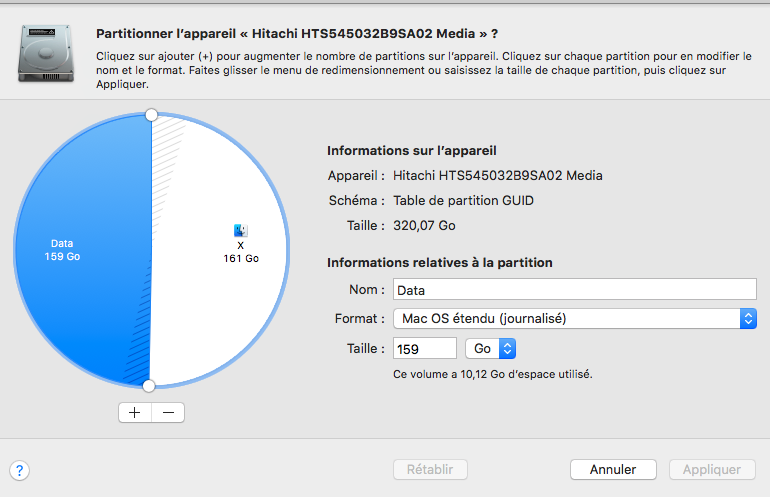 Partitionner l'appareil « Hitachi HTS545032B9SA02 Media » ?
Cliquez sur ajouter (+) pour augmenter le nombre de partitions sur l'appareil. Cliquez sur chaque partition pour en modifier le
nom et le format. Faites glisser le menu de redimensionnement ou saisissez la taille de chaque partition, puis cliquez sur
Appliquer.
Data
159 Go
X
161 Go
+ −
Informations sur l'appareil
Appareil : Hitachi HTS545032B9SA02 Media
Schéma : Table de partition GUID
Taille : 320,07 Go
Informations relatives à la partition
Nom : Data
Format : Mac OS étendu (journalisé)
Taille : 159 Go
Ce volume a 10,12 Go d'espace utilisé.
? Rétablir Annuler Appliquer